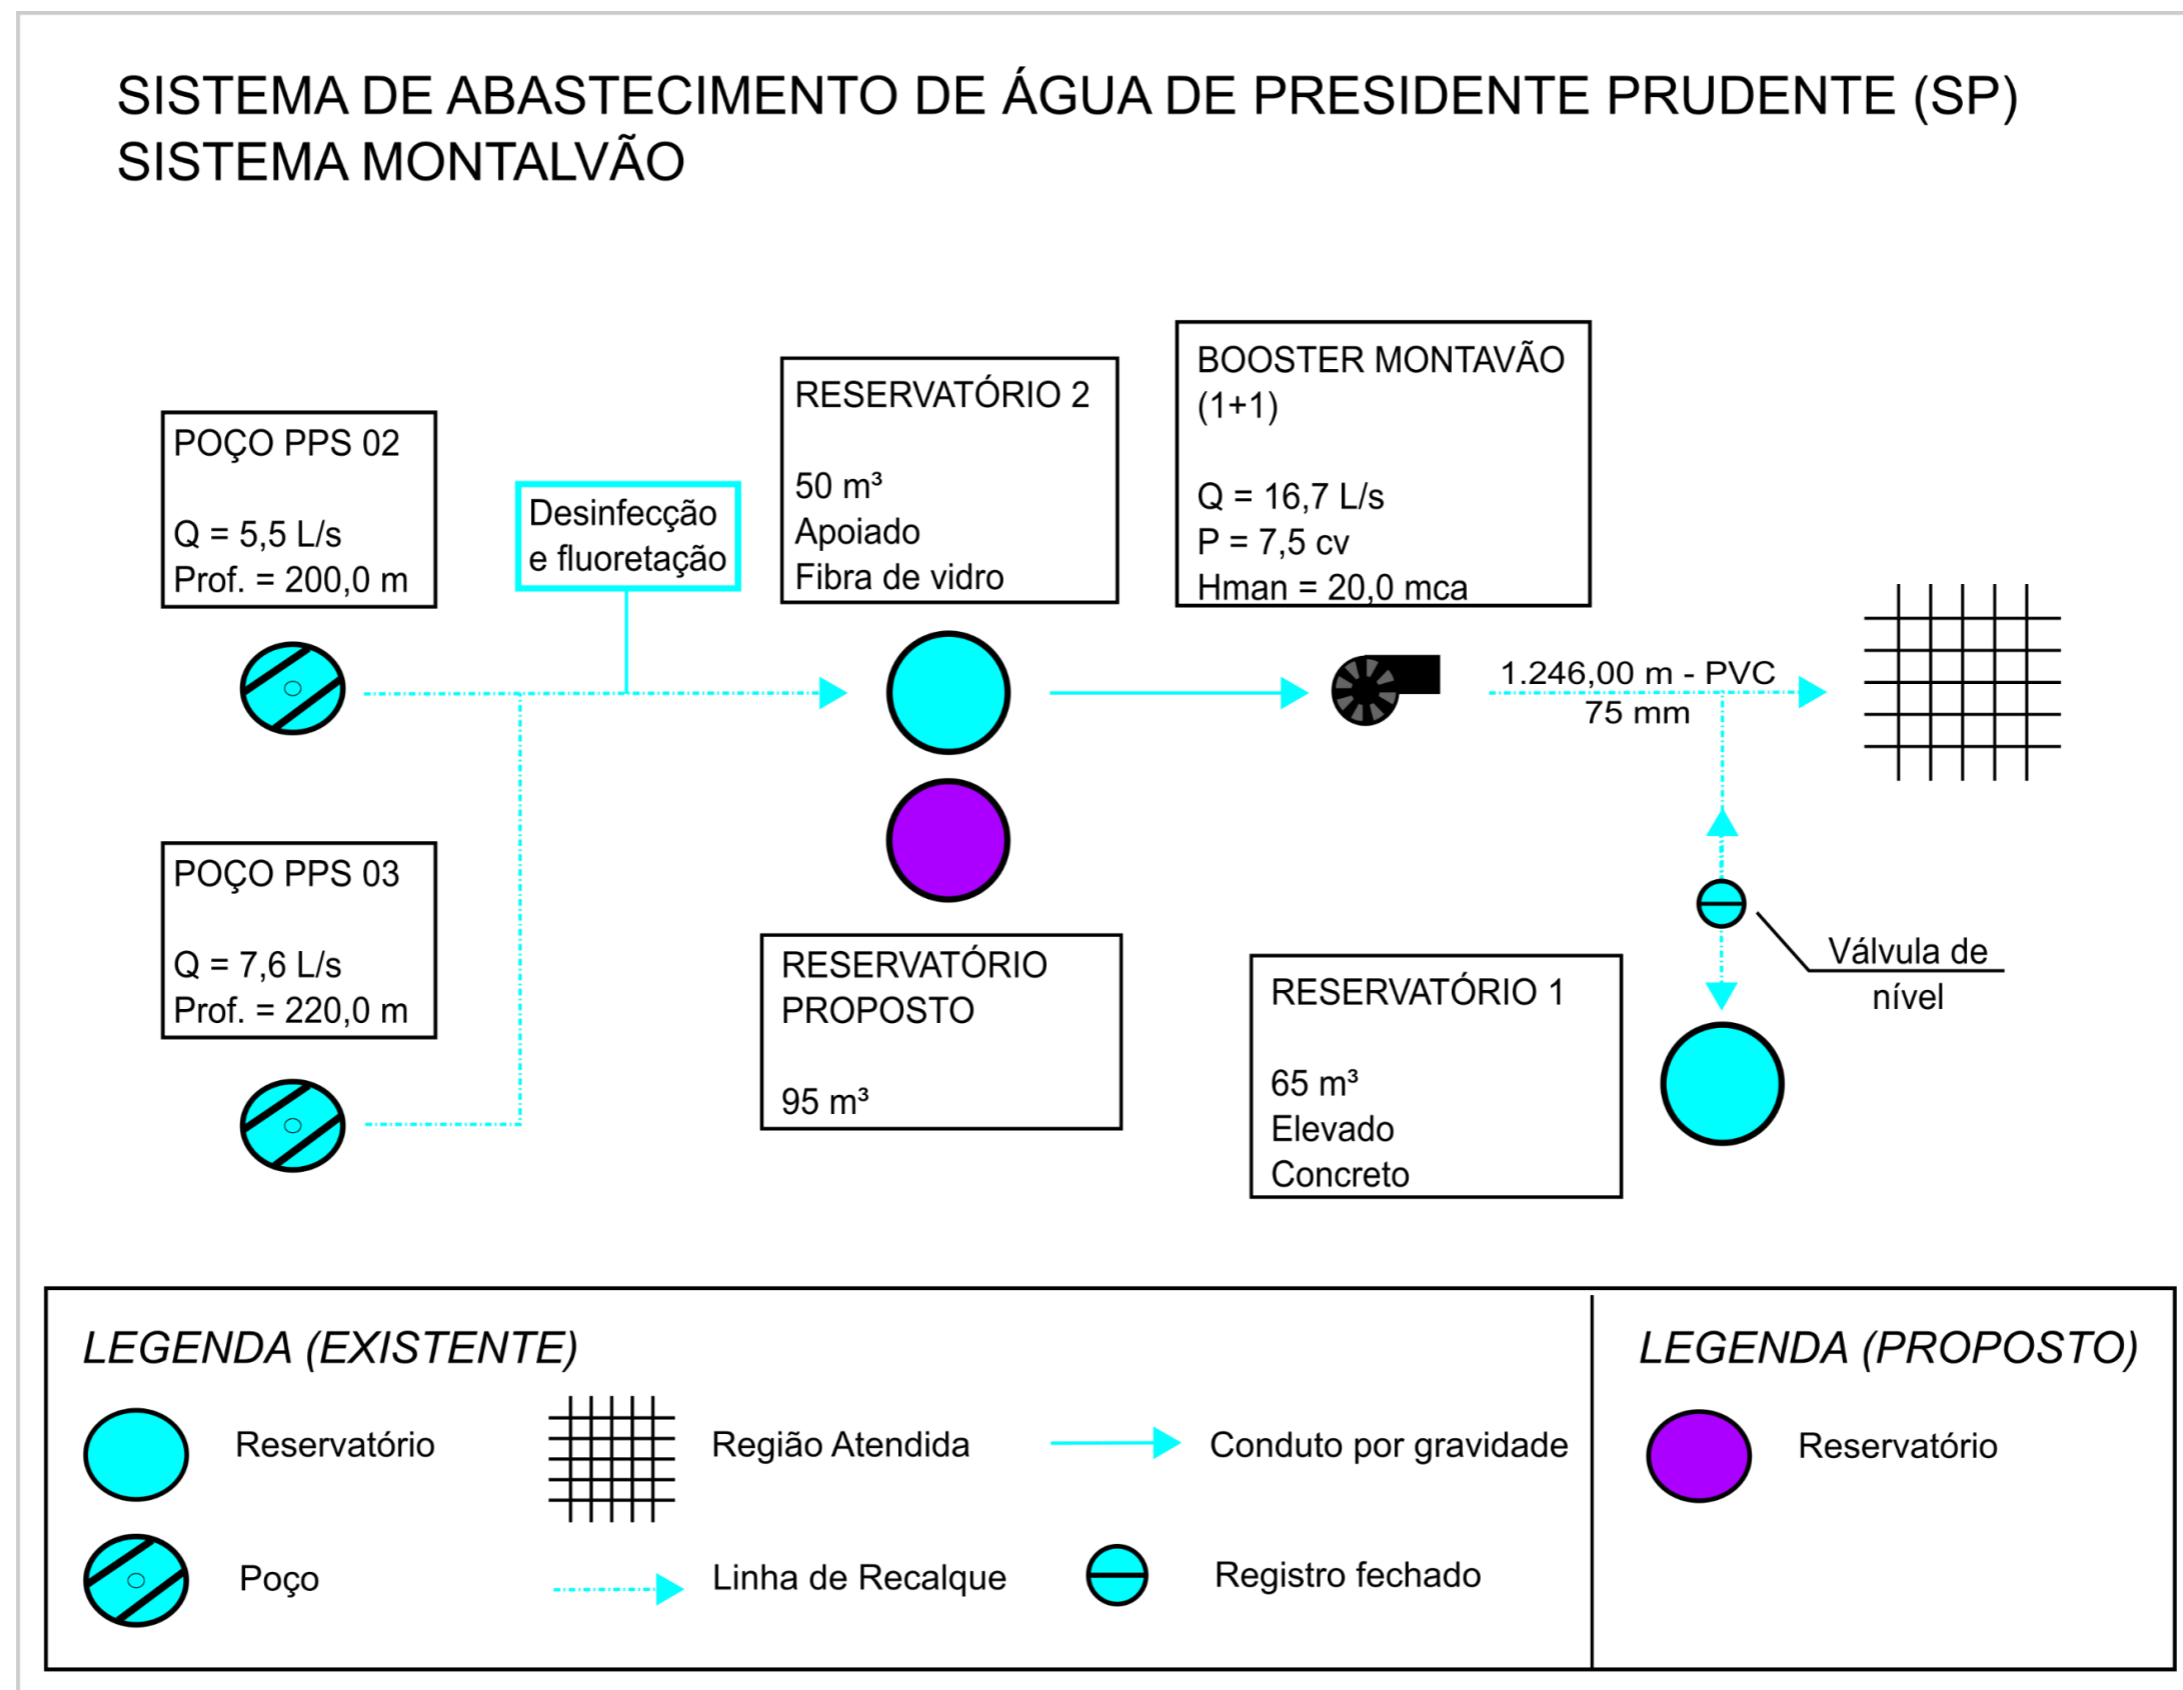 SISTEMA DE ABASTECIMENTO DE ÁGUA DE PRESIDENTE PRUDENTE (SP)
SISTEMA MONTALVÃO
POÇO PPS 02
Q = 5,5 L/s
Prof. = 200,0 m
Desinfecção
e fluoretação
RESERVATÓRIO 2
50 m³
Apoiado
Fibra de vidro
BOOSTER MONTAVÃO
(1+1)
Q = 16,7 L/s
P = 7,5 cv
Hman = 20,0 mca
1.246,00 m - PVC
75 mm
POÇO PPS 03
Q = 7,6 L/s
Prof. = 220,0 m
RESERVATÓRIO
PROPOSTO
95 m³
RESERVATÓRIO 1
65 m³
Elevado
Concreto
Válvula de
nível
LEGENDA (EXISTENTE)
Reservatório
Região Atendida
Conduto por gravidade
Poço
Linha de Recalque
Registro fechado
LEGENDA (PROPOSTO)
Reservatório